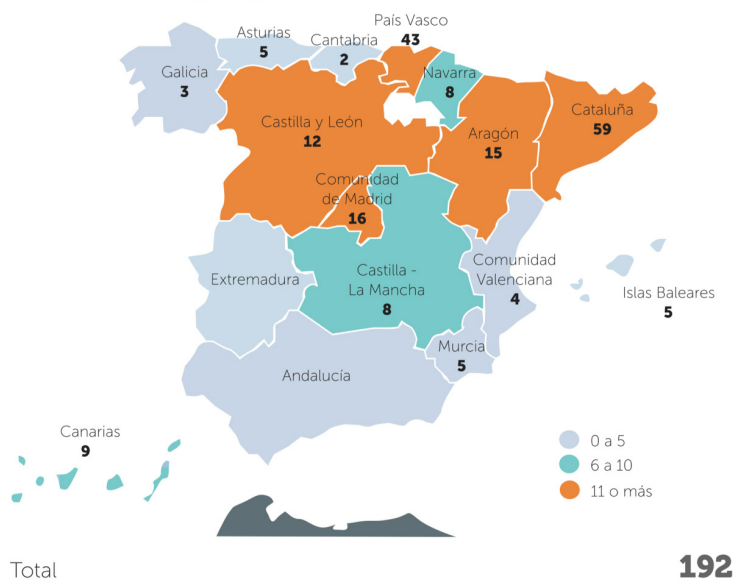 País Vasco
43
Asturias
5
Cantabria
2
Galicia
3
Navarra
8
Castilla y León
12
Aragón
15
Cataluña
59
Comunidad
de Madrid
16
Extremadura
Castilla -
La Mancha
8
Comunidad
Valenciana
4
Islas Baleares
5
Murcia
5
Andalucía
Canarias
9
0 a 5
6 a 10
11 o más
Total
192